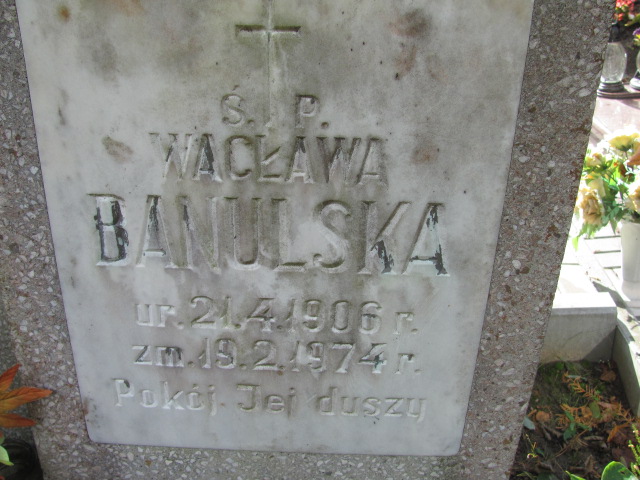 Ś. P.
WACŁAWA
BANULSKA
ur. 21.4.1906 r.
zm. 19.2.1974 r.
Pokój Jej duszy